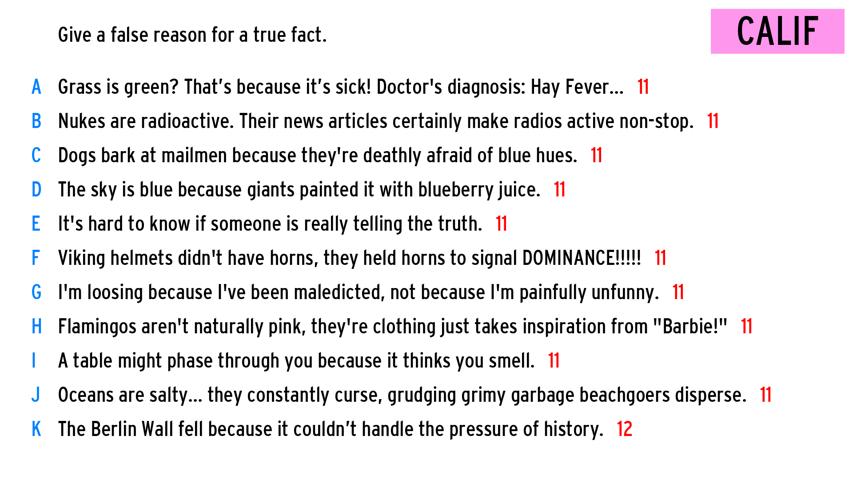 Give a false reason for a true fact.
CALIF
A Grass is green? That's because it's sick! Doctor's diagnosis: Hay Fever... 11
B Nukes are radioactive. Their news articles certainly make radios active non-stop. 11
C Dogs bark at mailmen because they're deathly afraid of blue hues. 11
D The sky is blue because giants painted it with blueberry juice. 11
E It's hard to know if someone is really telling the truth. 11
F Viking helmets didn't have horns, they held horns to signal DOMINANCE!!!!! 11
G I'm loosing because I've been maledicted, not because I'm painfully unfunny. 11
H Flamingos aren't naturally pink, they're clothing just takes inspiration from "Barbie!" 11
I A table might phase through you because it thinks you smell. 11
J Oceans are salty... they constantly curse, grudging grimy garbage beachgoers disperse. 11
K The Berlin Wall fell because it couldn't handle the pressure of history. 12